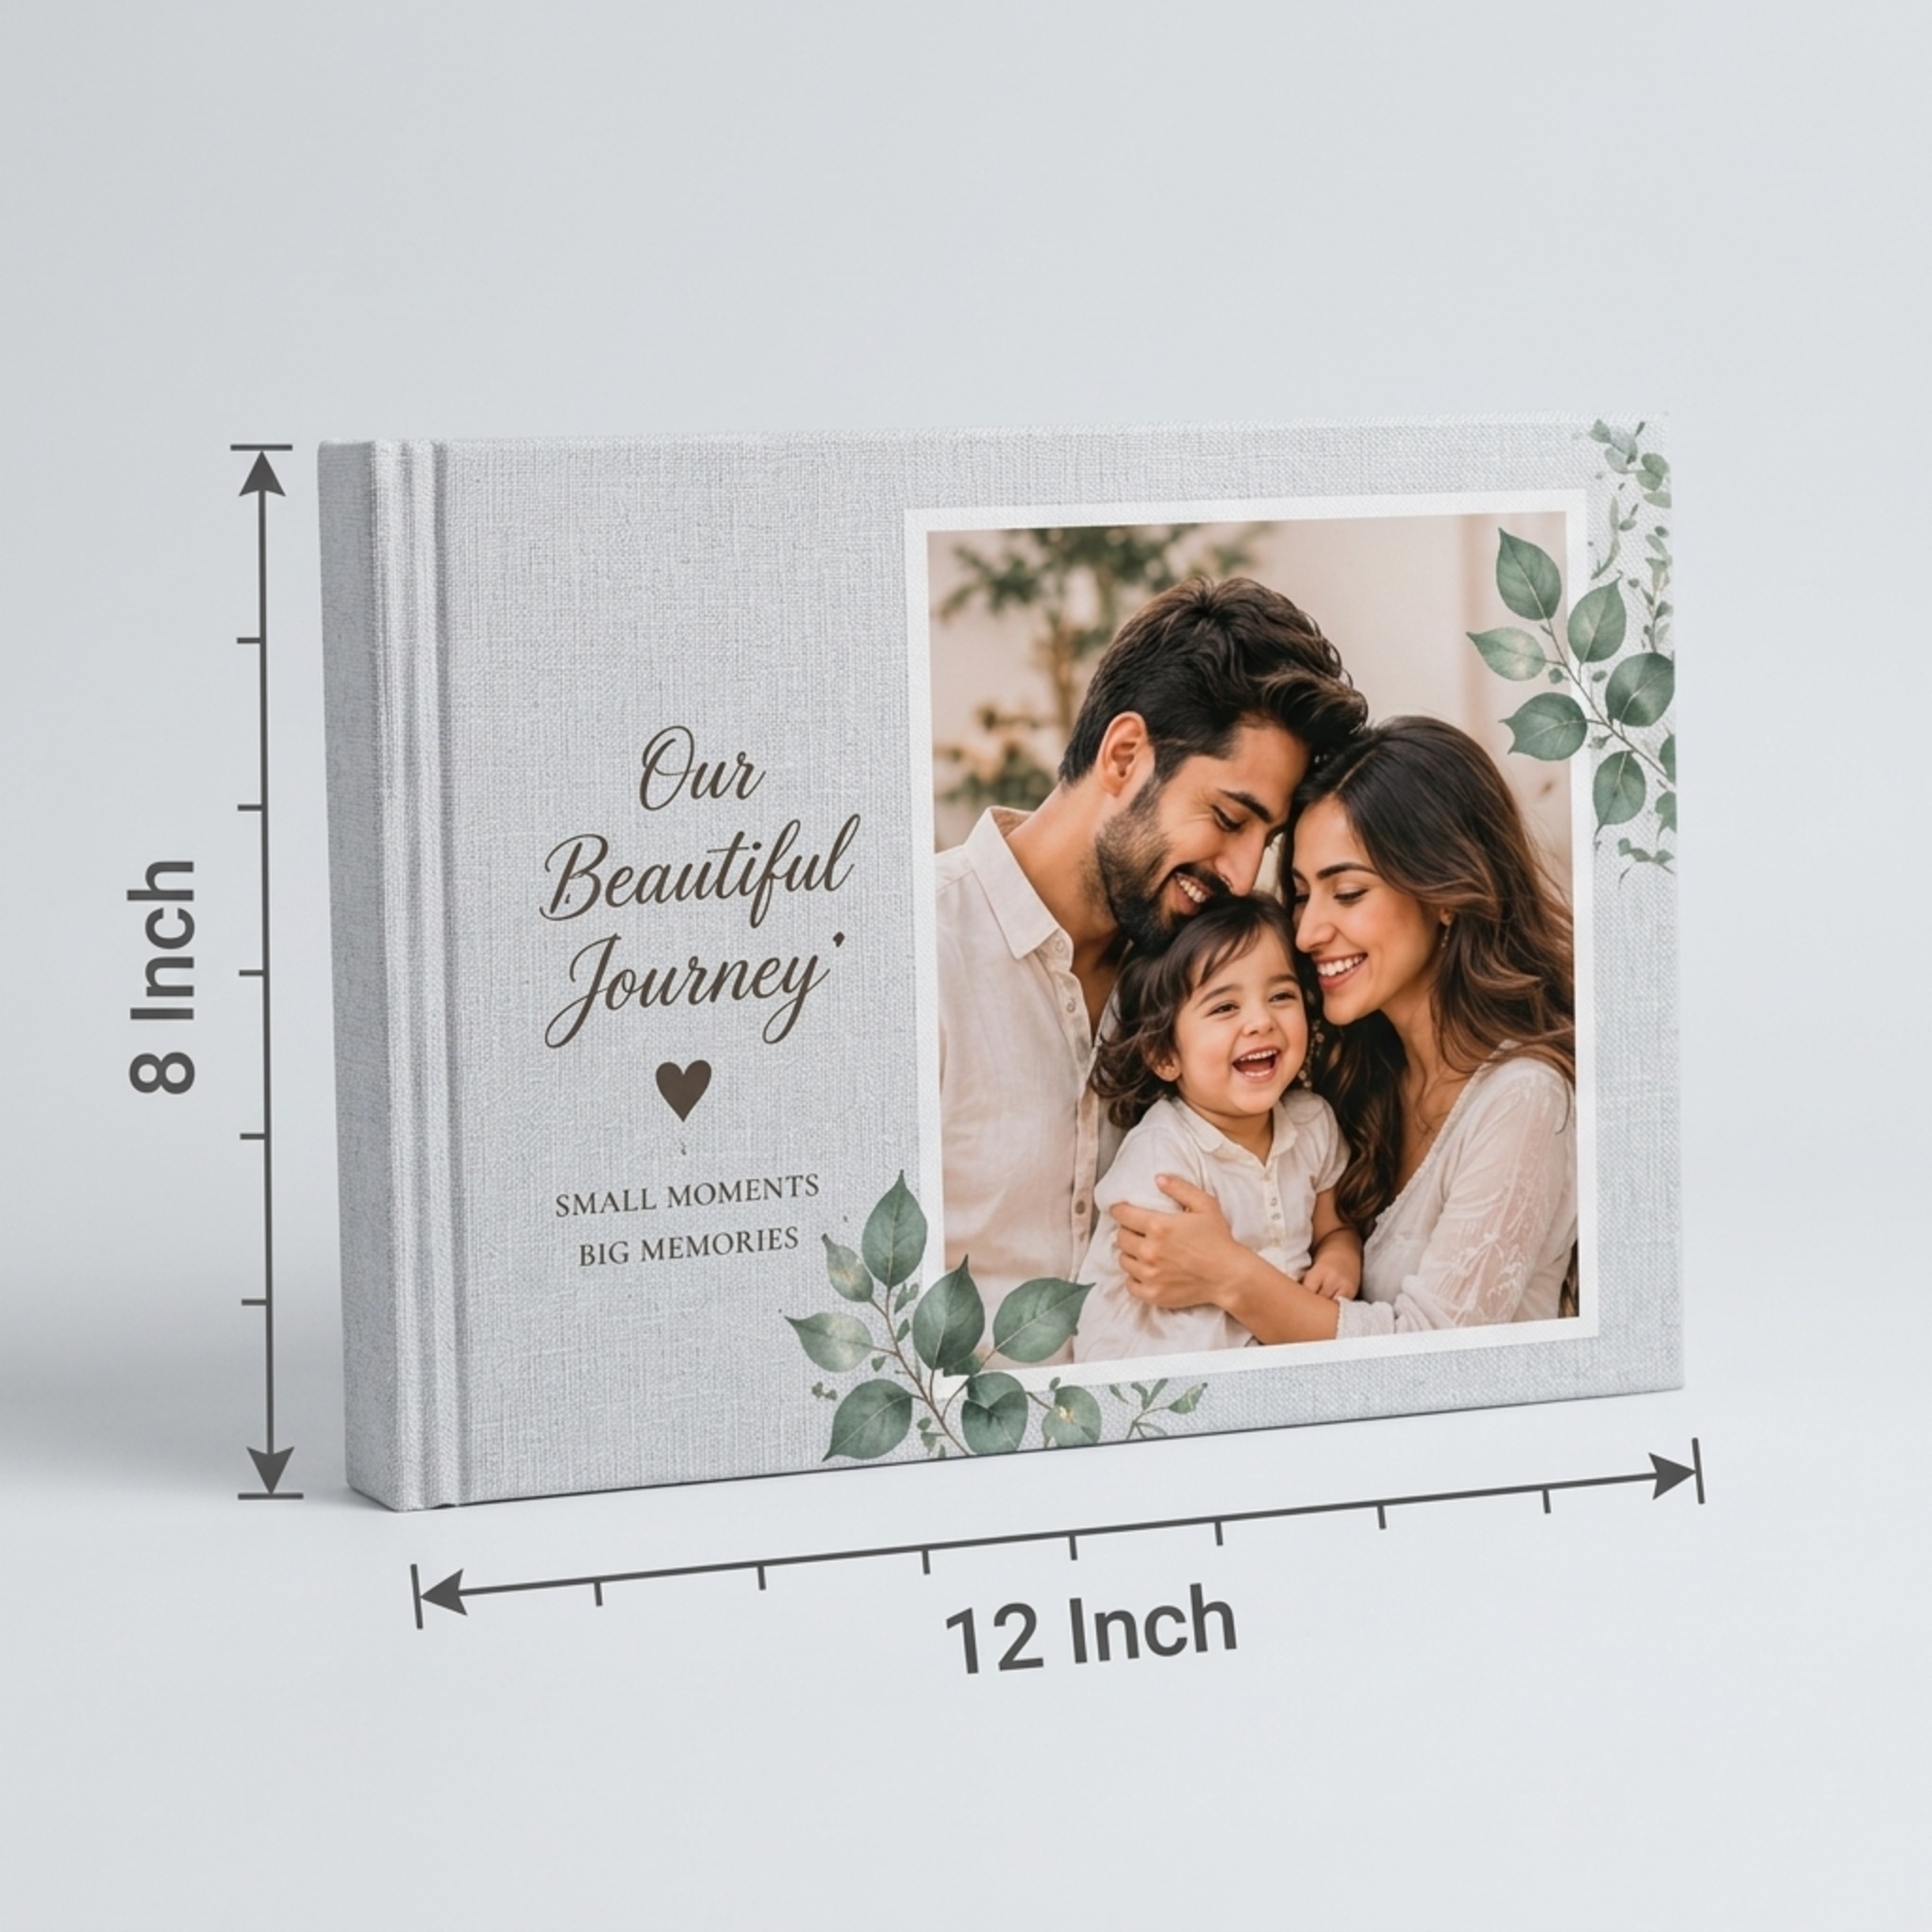 Our
Beautiful
Journey
SMALL MOMENTS
BIG MEMORIES
8 Inch
12 Inch